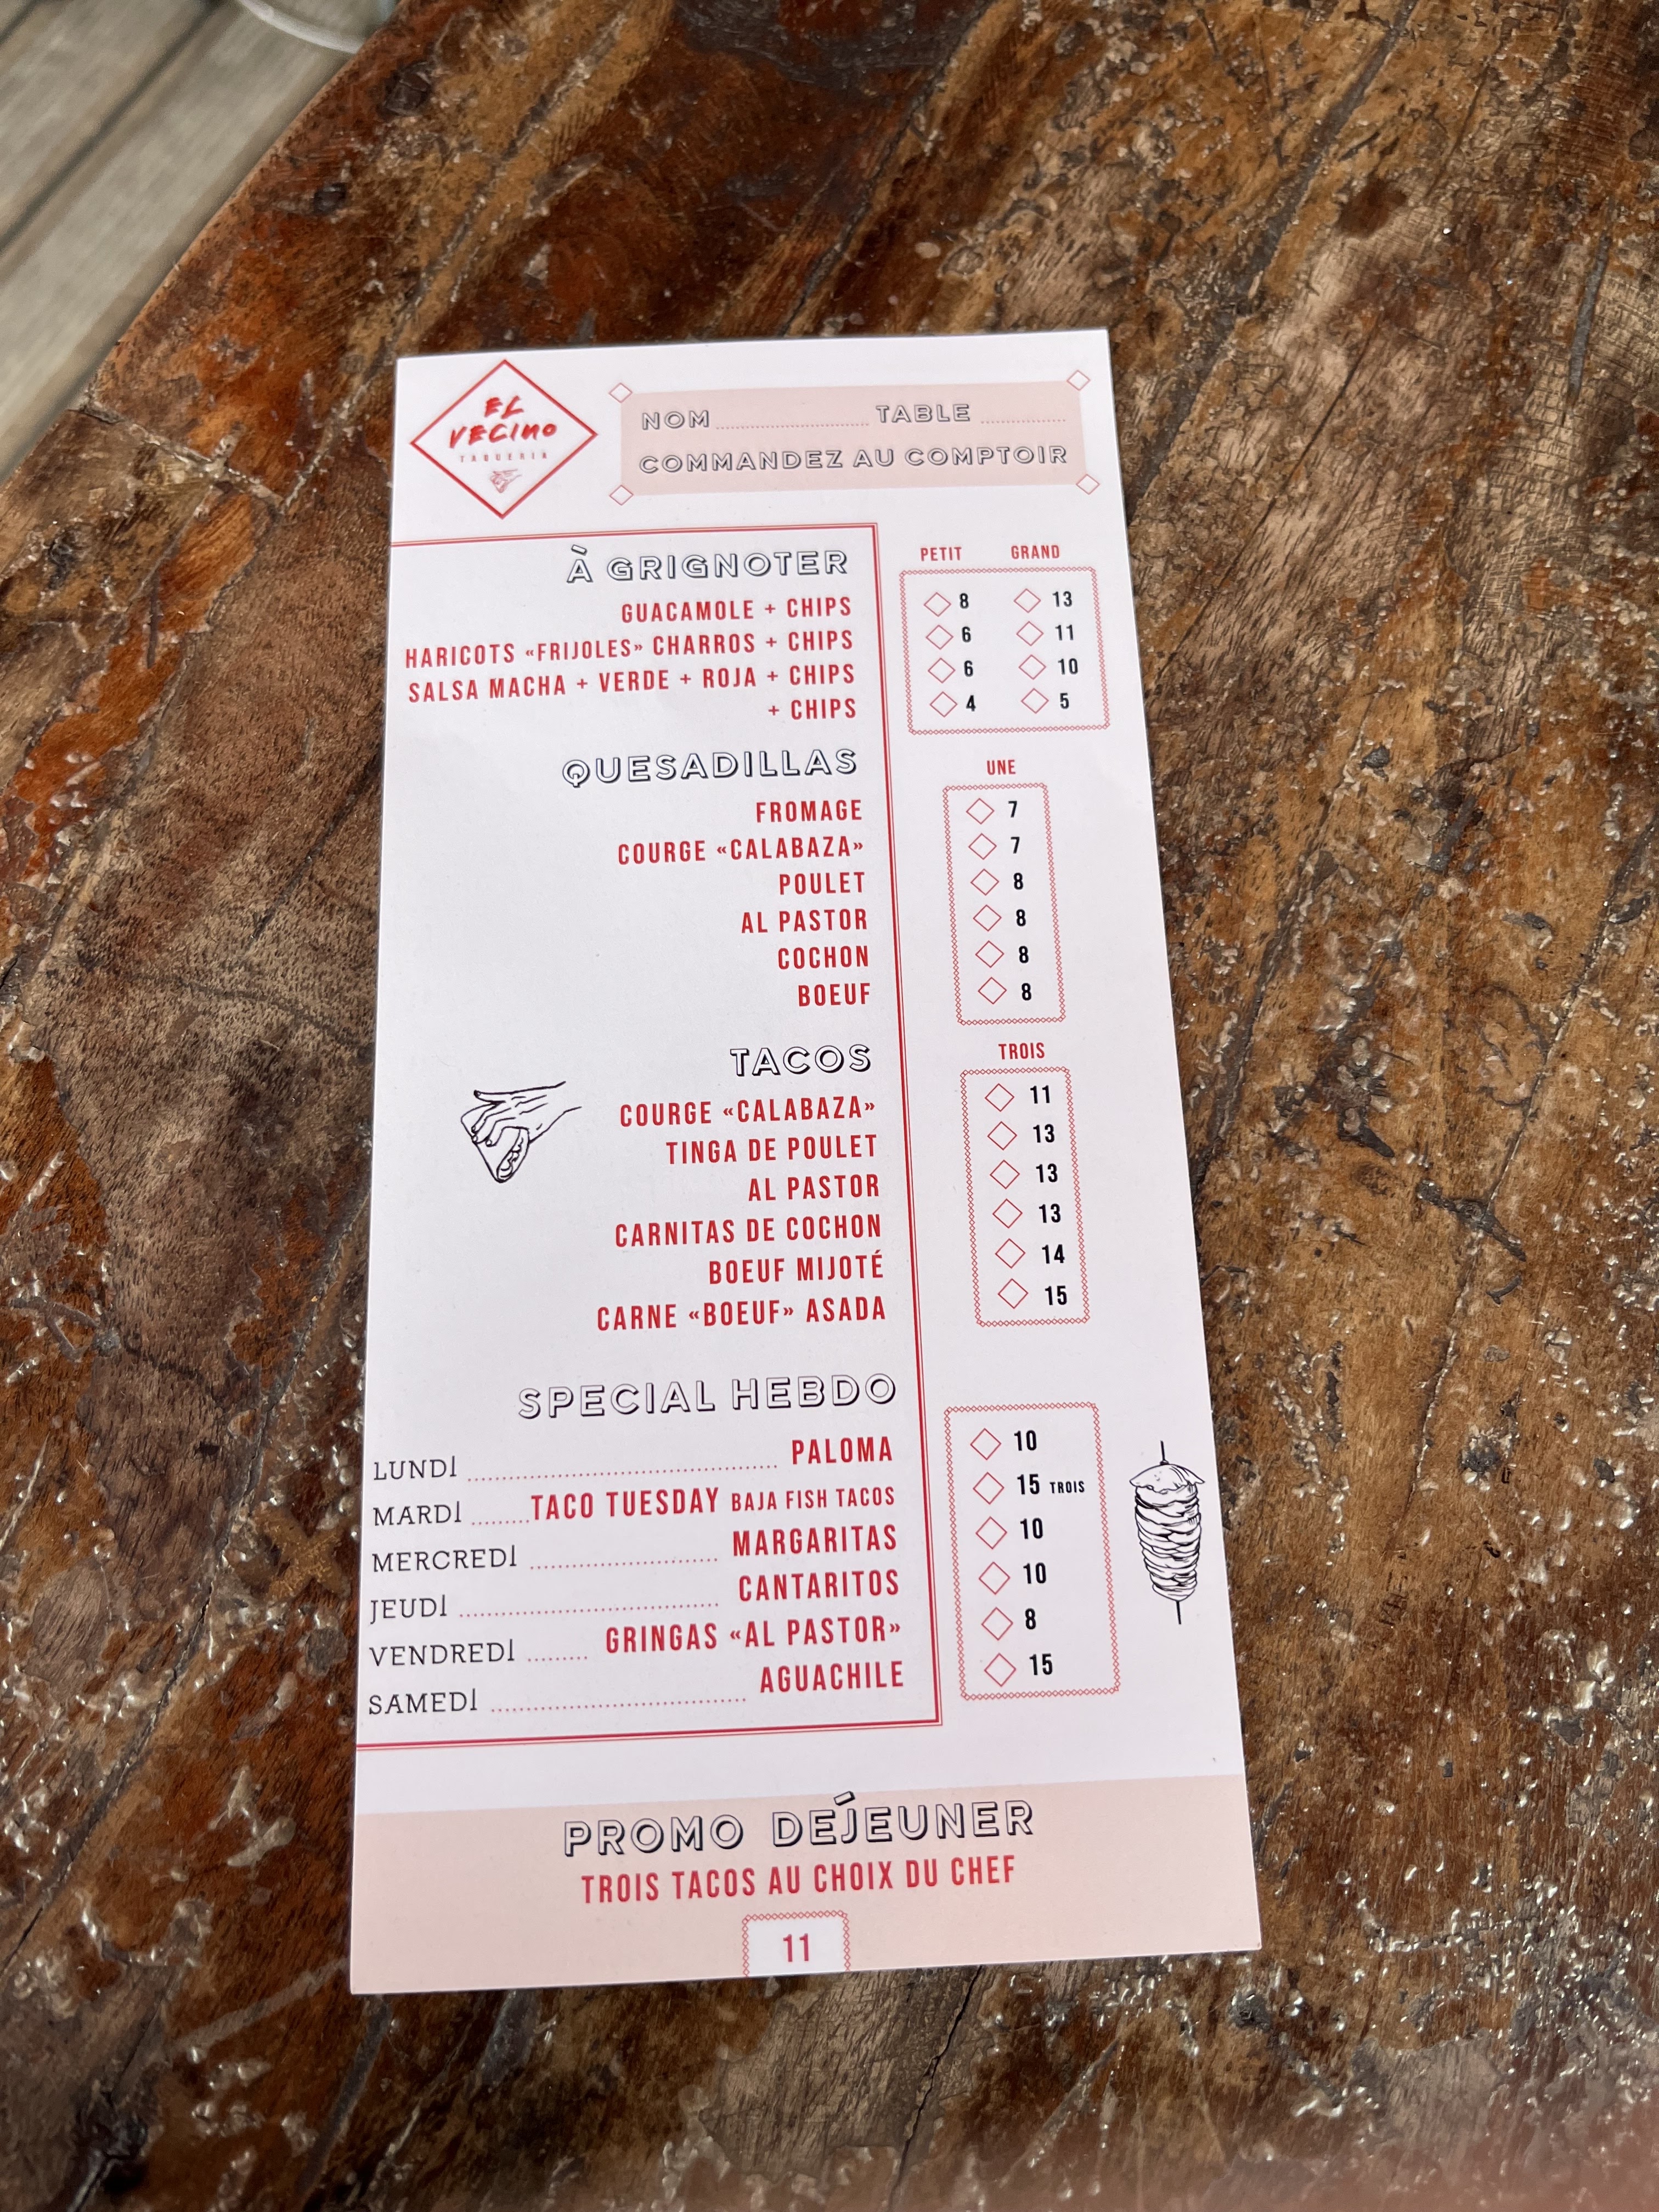 EL
VECINO
TAQUERIA
NOM TABLE
COMMANDEZ AU COMPTOIR
À GRIGNOTER PETIT GRAND
GUACAMOLE + CHIPS 8 13
HARICOTS «FRIJOLES» CHARROS + CHIPS 6 11
SALSA MACHA + VERDE + ROJA + CHIPS 6 10
+ CHIPS 4 5
QUESADILLAS UNE
FROMAGE 7
COURGE «CALABAZA» 7
POULET 8
AL PASTOR 8
COCHON 8
BOEUF 8
TACOS TROIS
COURGE «CALABAZA» 11
TINGA DE POULET 13
AL PASTOR 13
CARNITAS DE COCHON 13
BOEUF MIJOTÉ 14
CARNE «BOEUF» ASADA 15
SPECIAL HEBDO
LUNDI PALOMA 10
MARDI TACO TUESDAY BAJA FISH TACOS 15 TROIS
MERCREDI MARGARITAS 10
JEUDI CANTARITOS 10
VENDREDI GRINGAS «AL PASTOR» 8
SAMEDI AGUACHILE 15
PROMO DÉJEUNER
TROIS TACOS AU CHOIX DU CHEF
11